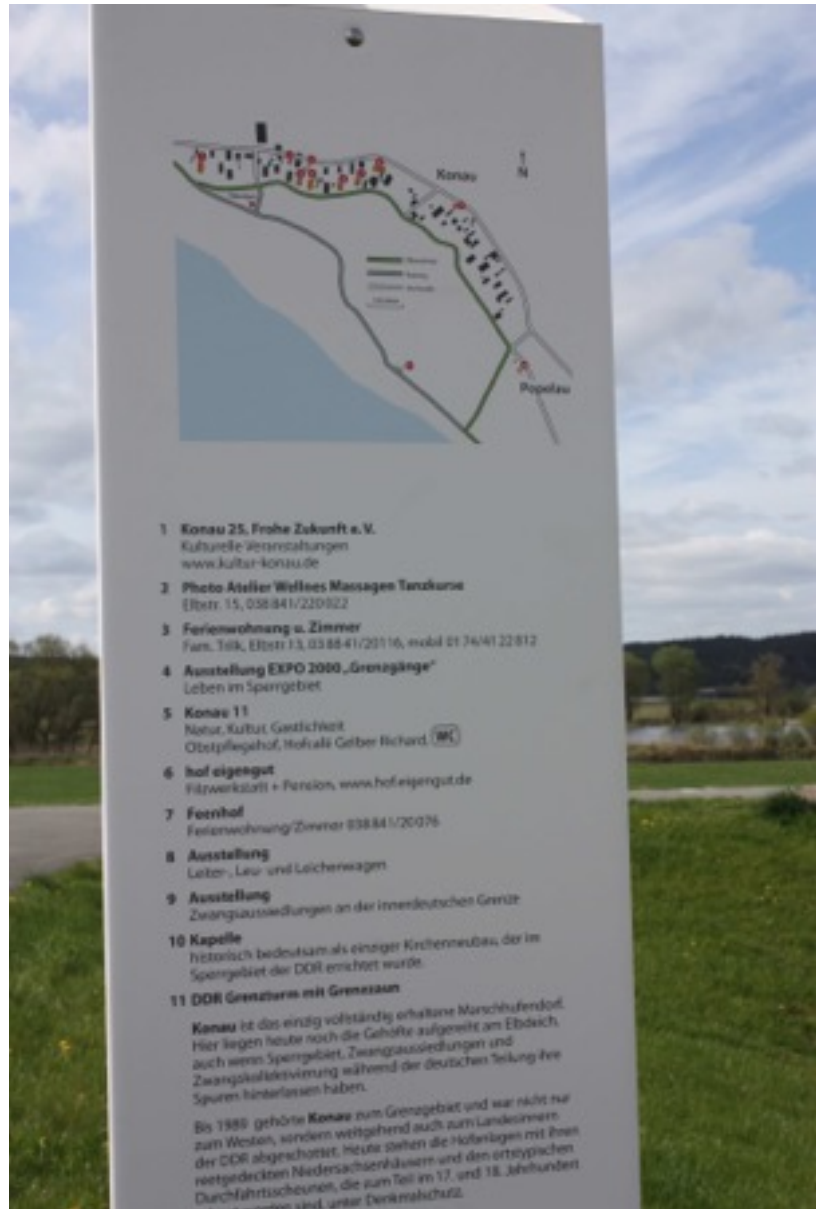 N
Konau
Popelau
1 Konau 25, Frohe Zukunft e.V.
Kulturelle Veranstaltungen
www.kultur-konau.de
2 Photo Atelier Wellnes Massagen Tanzkurse
Elbstr. 15, 038841/220022
3 Ferienwohnung u. Zimmer
Fam. Elbstr 13, 038841/20116, mobil 0174/4122812
4 Ausstellung EXPO 2000 „Grenzgänge“
Leben im Sperrgebiet
5 Konau 11
Natur, Kultur, Gastlichkeit
Obstpflegehof, Hofcafé Gelber Richard, WC
6 hof eigengut
Filzwerkstatt + Pension, www.hof.eigengut.de
7 Feenhof
Ferienwohnung/Zimmer 038841/20076
8 Ausstellung
Leiter-, und Leichenwagen
9 Ausstellung
Zwangsaussiedlungen an der innerdeutschen Grenze
10 Kapelle
historisch bedeutsam als einziger Kirchenneubau, der im
Sperrgebiet der DDR errichtet wurde.
11 DDR Grenzturm mit Grenzzaun
Konau ist das einzig vollständig erhaltene Marschhufendorf.
Hier liegen heute noch die Gehöfte aufgereiht am Elbdeich,
auch wenn Sperrgebiet, Zwangsaussiedlungen und
Zwangskollektivierung während der deutschen Teilung ihre
Spuren hinterlassen haben.
Bis 1989 gehörte Konau zum Grenzgebiet und war nicht nur
zum Westen, sondern weitgehend auch zum Landesinnern
der DDR abgeschottet. Heute stehen die Hofanlagen mit ihren
reetgedeckten Niedersachsenhäusern und den ortstypischen
Durchfahrtsscheunen, die zum Teil im 17. und 18. Jahrhundert
sind, unter Denkmalschutz.